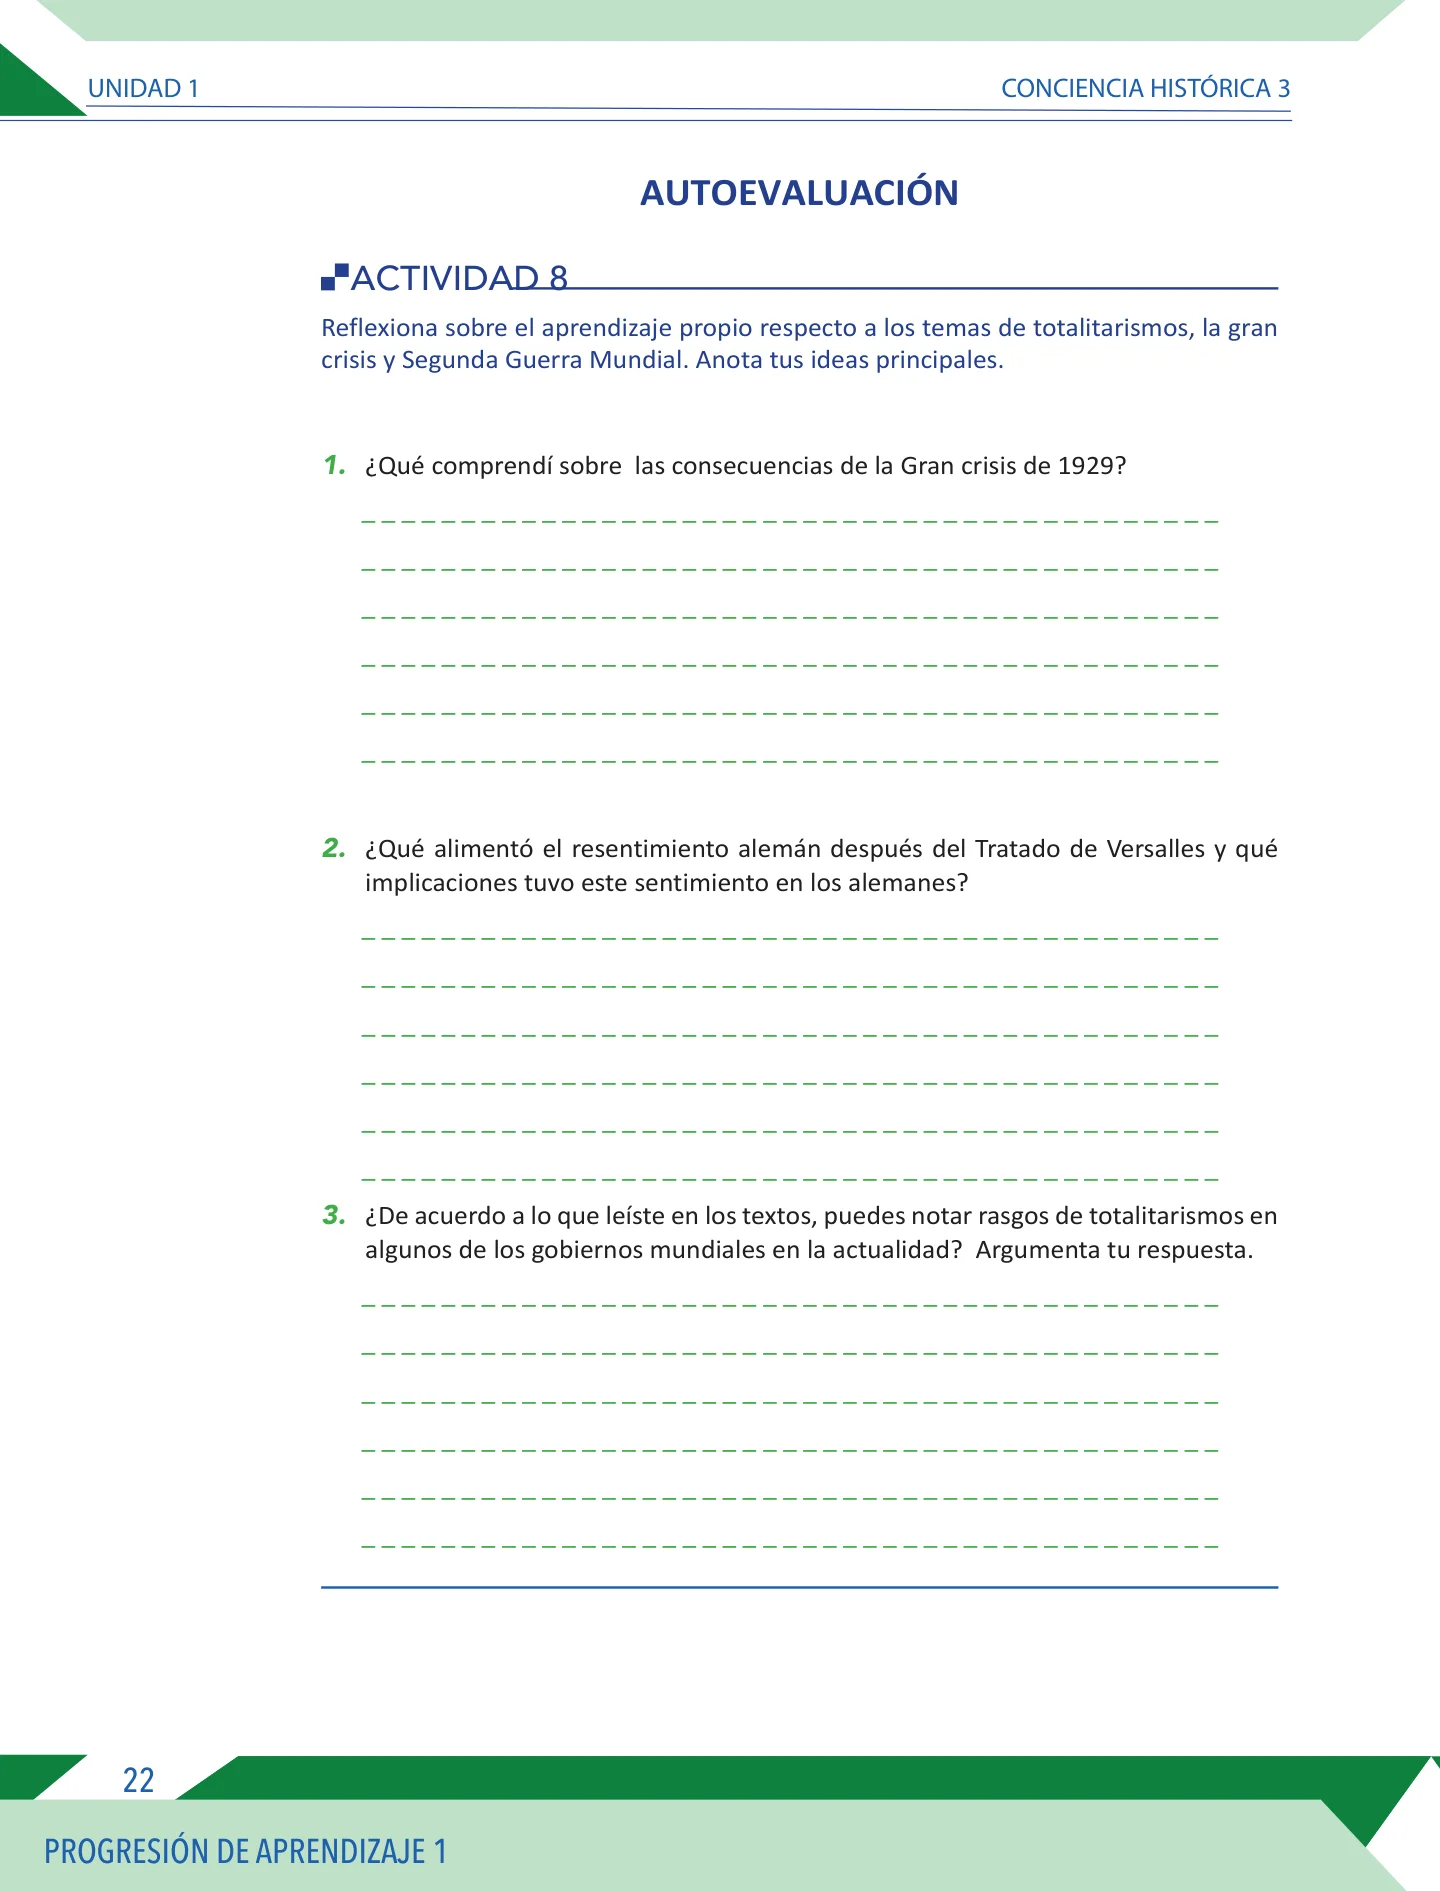 UNIDAD 1
CONCIENCIA HISTÓRICA 3
AUTOEVALUACIÓN
ACTIVIDAD 8
Reflexiona sobre el aprendizaje propio respecto a los temas de totalitarismos, la gran
crisis y Segunda Guerra Mundial. Anota tus ideas principales.
1. ¿Qué comprendí sobre las consecuencias de la Gran crisis de 1929?
2. ¿Qué alimentó el resentimiento alemán después del Tratado de Versalles y qué
implicaciones tuvo este sentimiento en los alemanes?
3. ¿De acuerdo a lo que leíste en los textos, puedes notar rasgos de totalitarismos en
algunos de los gobiernos mundiales en la actualidad? Argumenta tu respuesta.
22
PROGRESIÓN DE APRENDIZAJE 1